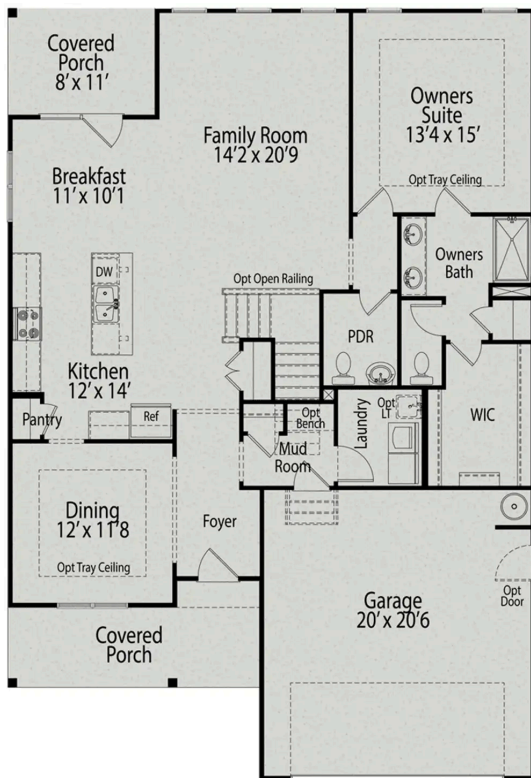 Covered
Porch
8' x 11'
Family Room
14'2 x 20'9
Owners
Suite
13'4 x 15'
Opt Tray Ceiling
Breakfast
11' x 10'1
Owners
Bath
DW
Opt Open Railing
PDR
Kitchen
12' x 14'
Pantry
Ref
Opt
Bench
Mud
Room
Laundry
Opt
LT
WIC
Dining
12' x 11'8
Opt Tray Ceiling
Foyer
Garage
20' x 20'6
Opt
Door
Covered
Porch